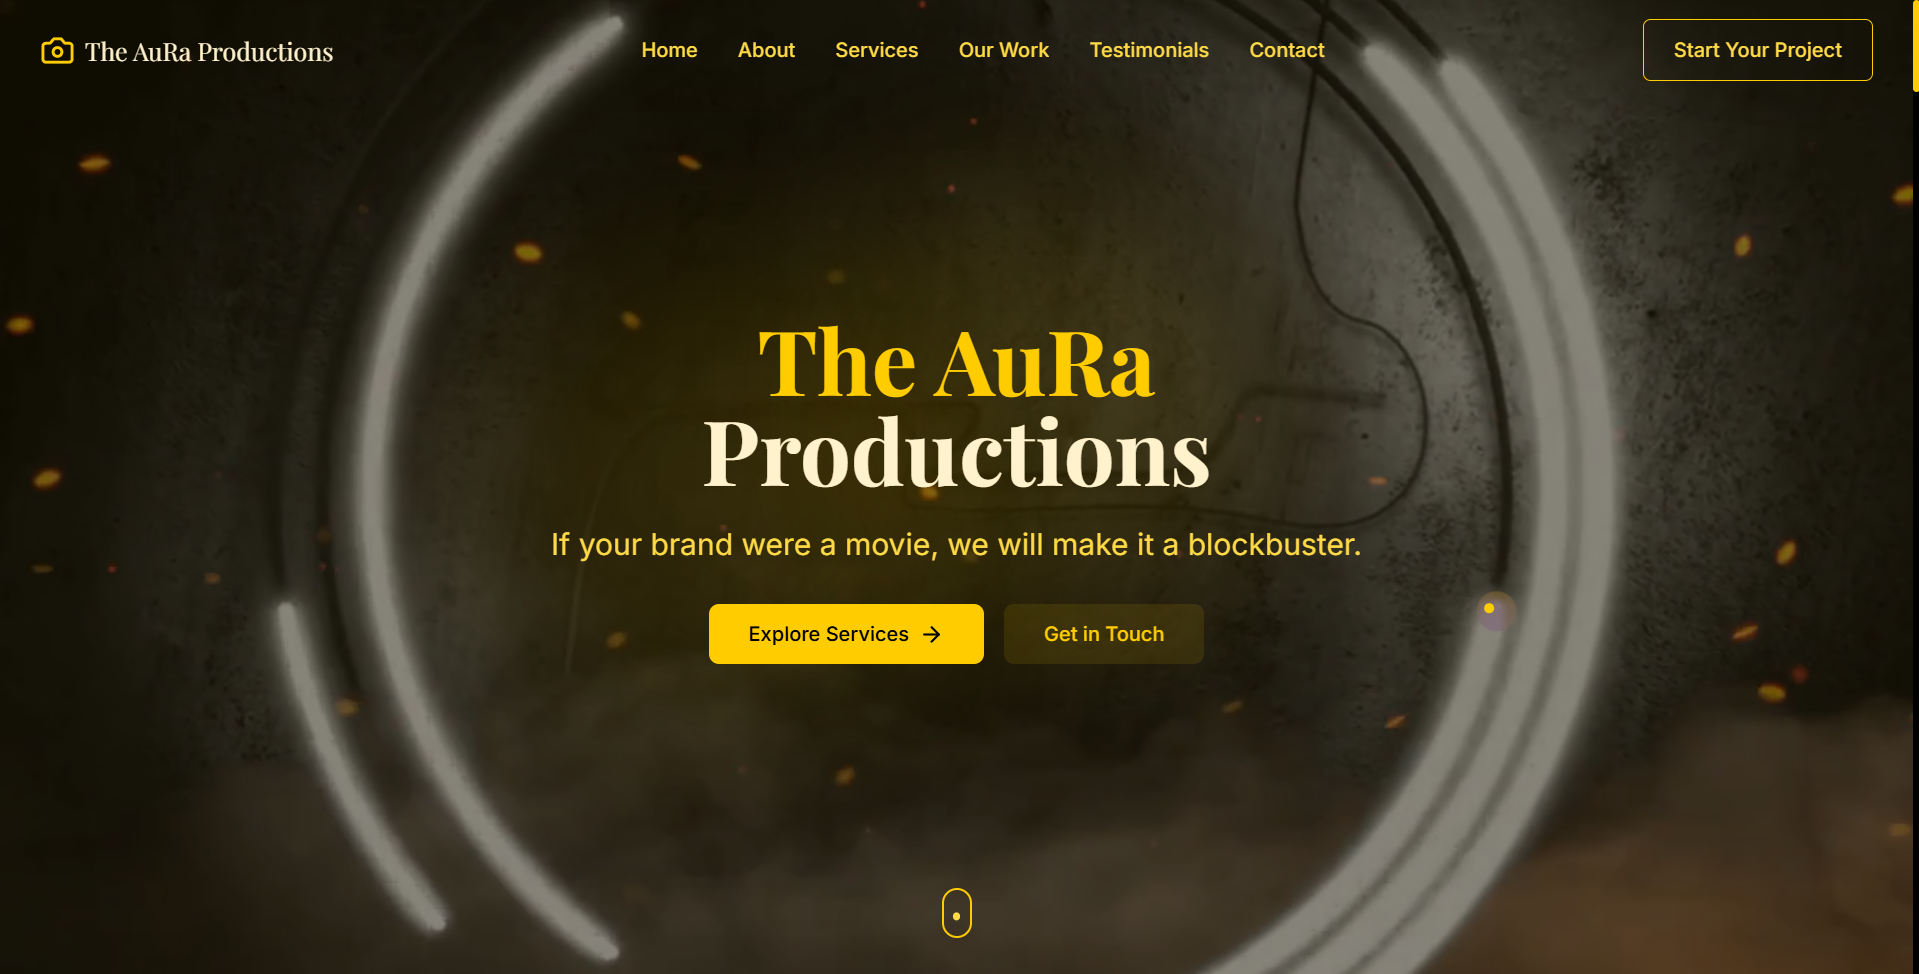 The AuRa Productions
Home
About
Services
Our Work
Testimonials
Contact
Start Your Project
The AuRa
Productions
If your brand were a movie, we will make it a blockbuster.
Explore Services
Get in Touch